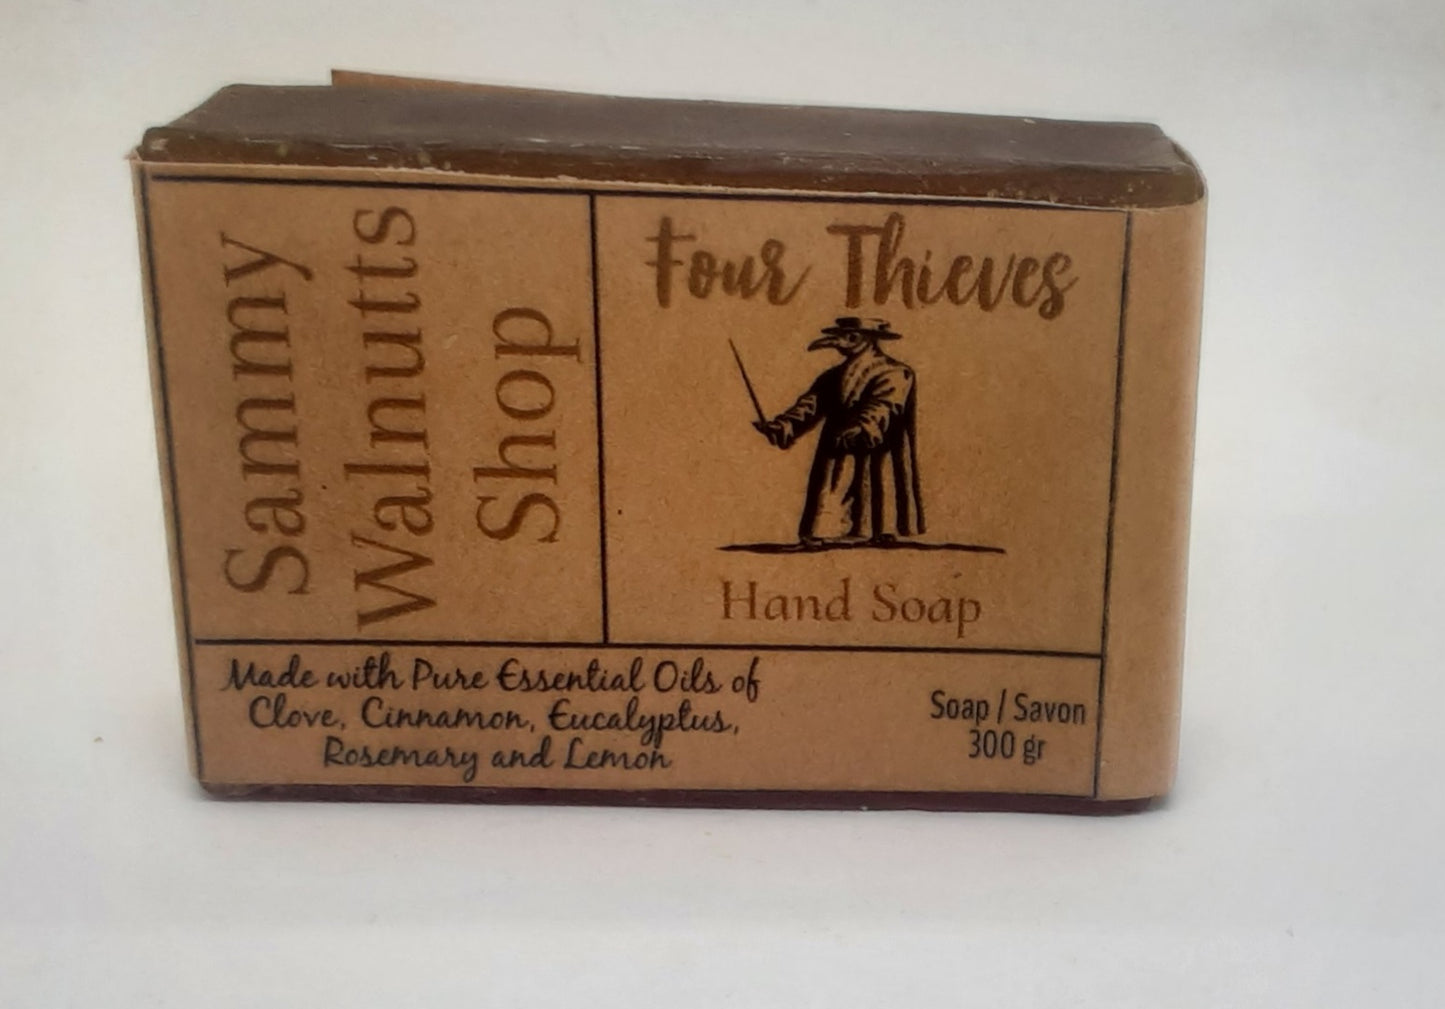 Sammy
Walnutts
Shop
Four Thieves
Hand Soap
Made with Pure Essential Oils of
Clove, Cinnamon, Eucalyptus,
Rosemary and Lemon
Soap / Savon
300 gr